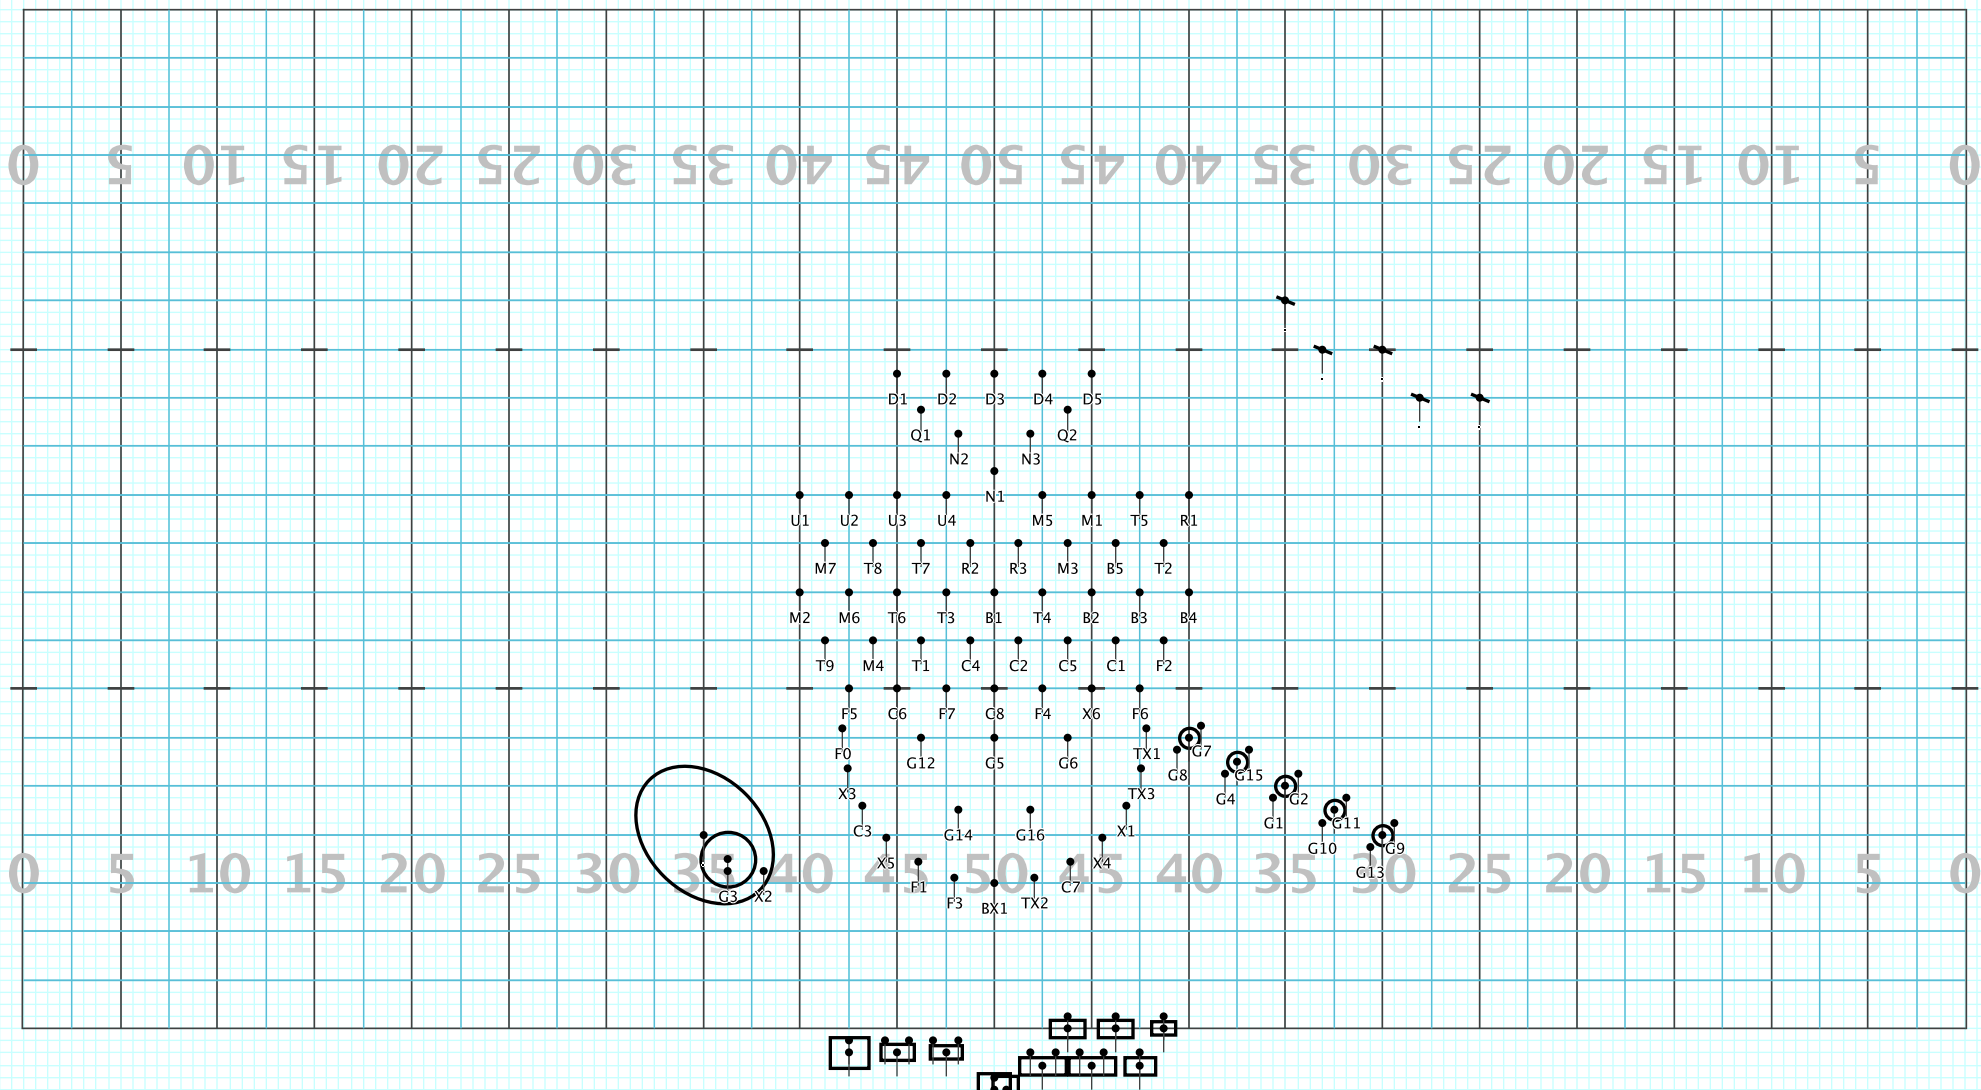 0 5 10 15 20 25 30 35 40 45 50 45 40 35 30 25 20 15 10 5 0
D1 D2 D3 D4 D5
Q1 Q2
N2 N3
N1
U1 U2 U3 U4 M5 M1 T5 R1
M7 T8 T7 R2 R3 M3 B5 T2
M2 M6 T6 T3 B1 T4 B2 B3 B4
T9 M4 T1 C4 C2 C5 C1 F2
F5 C6 F7 C8 F4 X6 F6
F0 TX1 G7
G12 G5 G6
G8 G15
X3 TX3 G4 G2
C3 G14 G16 X1 G1 G11
X5 X4 G10 G9
0 5 10 15 20 25 30 35 40 45 50 45 40 35 30 25 20 15 10 5 0
G13
F1 C7
G3 X2 F3 TX2
BX1